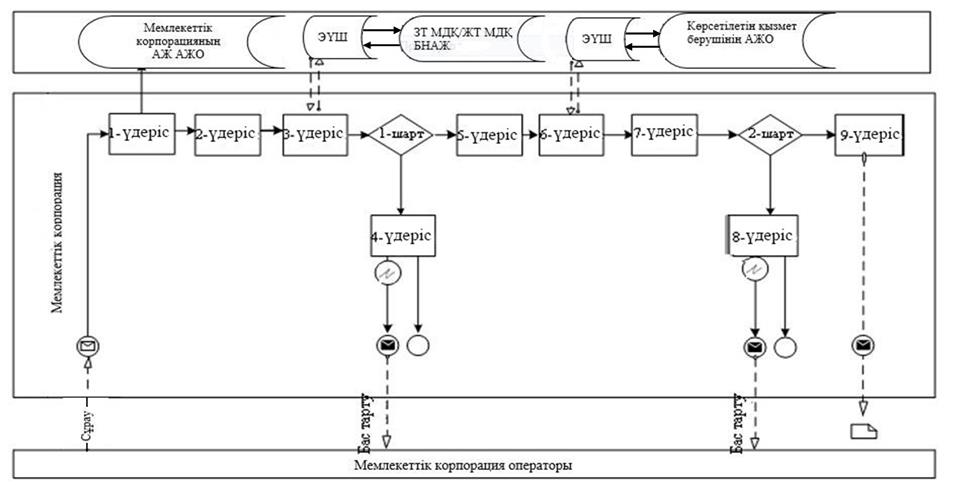 Мемлекеттік
корпорацияның
АЖ АЖО
ЭҮШ
ЗТ МДҚ/ЖТ МДҚ
БНАЖ
ЭҮШ
Көрсетілетін қызмет
берушінің АЖО
1-үдеріс
2-үдеріс
3-үдеріс
1-шарт
5-үдеріс
6-үдеріс
7-үдеріс
2-шарт
9-үдеріс
4-үдеріс
8-үдеріс
Мемлекеттік корпорация
Сұрау
Бас тарту
Бас тарту
Мемлекеттік корпорация операторы